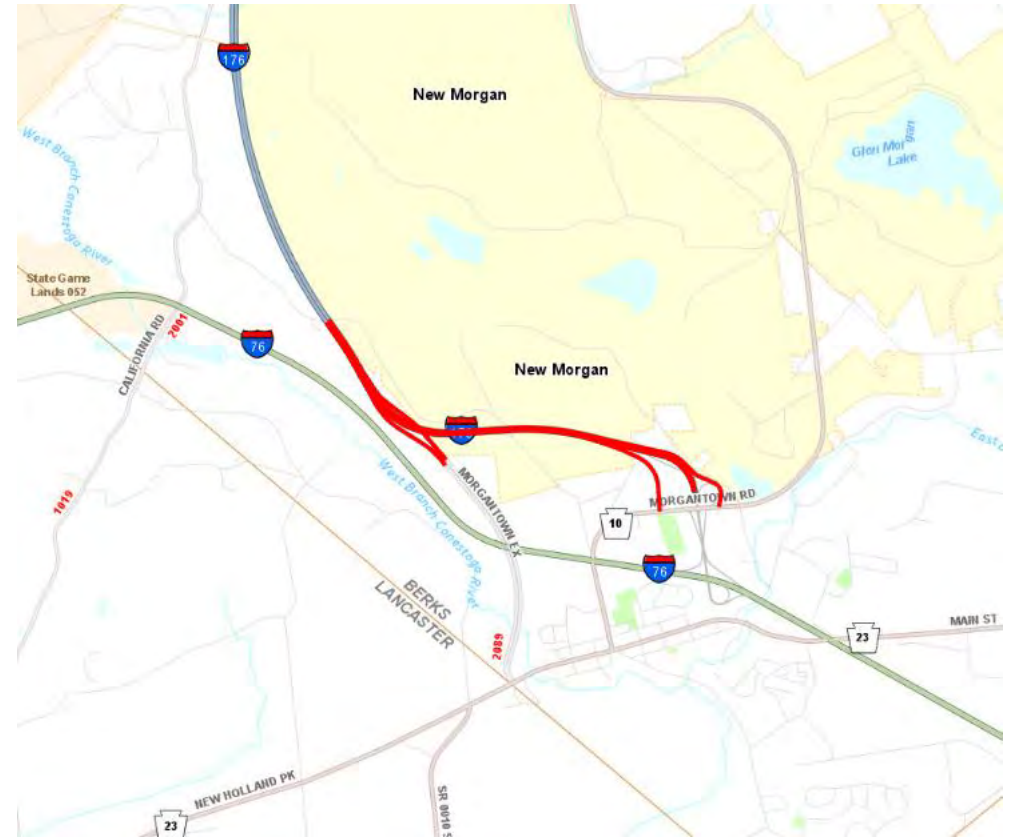 176
New Morgan
Glen Morgan
Lake
West Branch Conestoga River
State Game
Lands 052
CALIFORNIA RD
2001
76
New Morgan
1019
MORGANTOWN EX
West Branch Conestoga River
MORGANTOWN RD
10
76
BERKS
LANCASTER
2089
MAIN ST
23
NEW HOLLAND PK
SR 0010 S
23